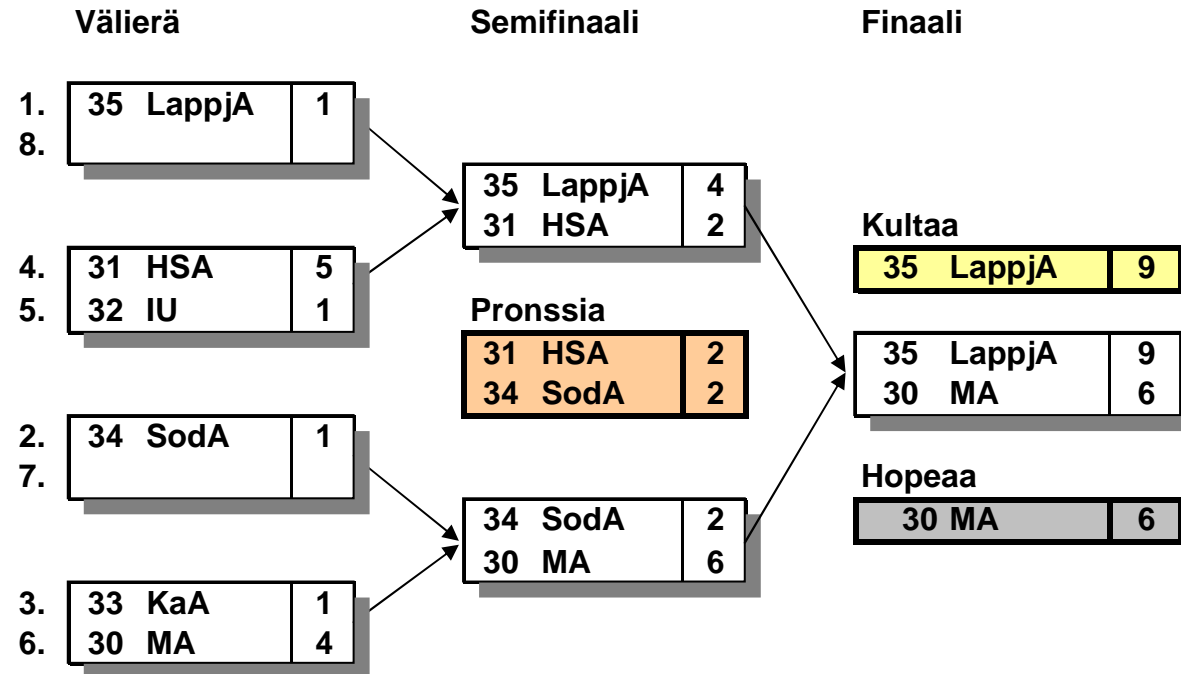 Välierä
Semifinaali
Finaali
1. 35 LappjA 1
8.
4. 31 HSA 5
5. 32 IU 1
2. 34 SodA 1
7.
3. 33 KaA 1
6. 30 MA 4
35 LappjA 4
31 HSA 2
Pronssia
31 HSA 2
34 SodA 2
34 SodA 2
30 MA 6
Kultaa
35 LappjA 9
35 LappjA 9
30 MA 6
Hopeaa
30 MA 6